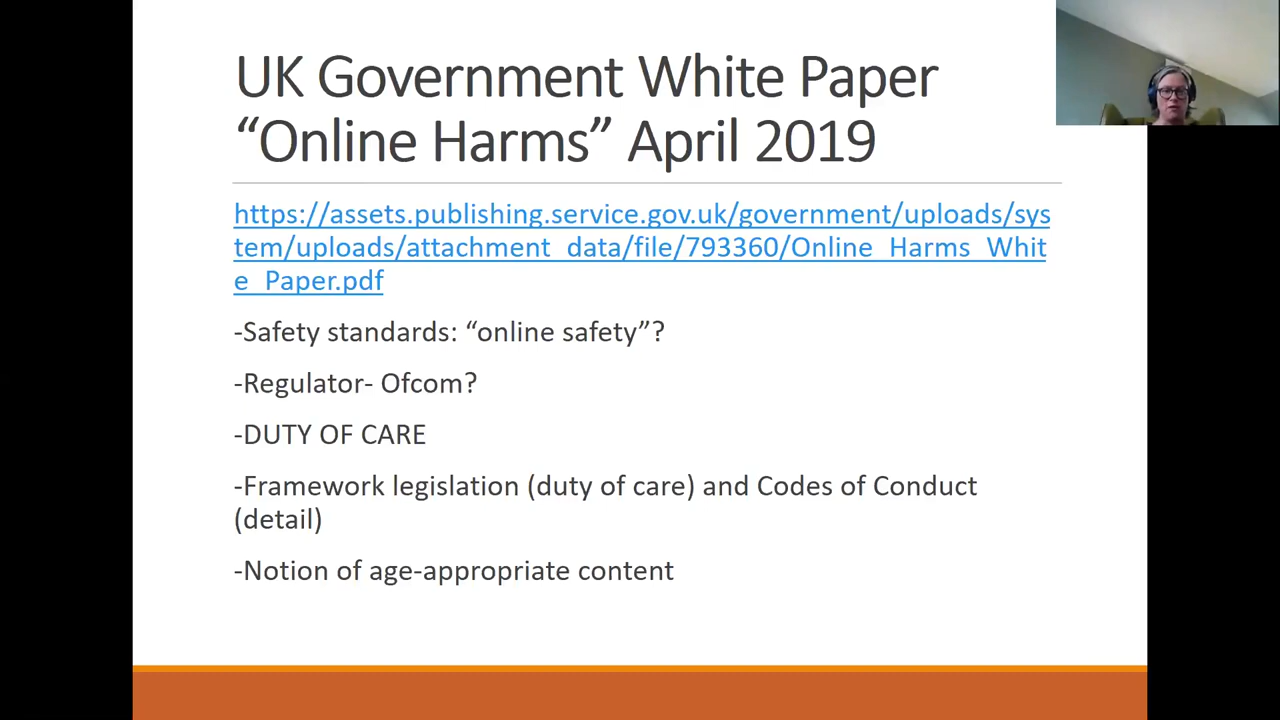 UK Government White Paper
“Online Harms” April 2019
https://assets.publishing.service.gov.uk/government/uploads/sys
tem/uploads/attachment_data/file/793360/Online_Harms_Whit
e_Paper.pdf
-Safety standards: “online safety”?
-Regulator- Ofcom?
-DUTY OF CARE
-Framework legislation (duty of care) and Codes of Conduct
(detail)
-Notion of age-appropriate content